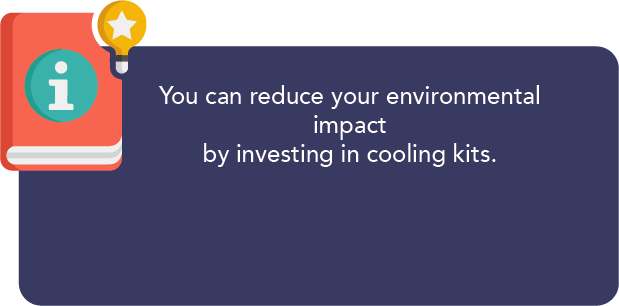 You can reduce your environmental
impact
by investing in cooling kits.